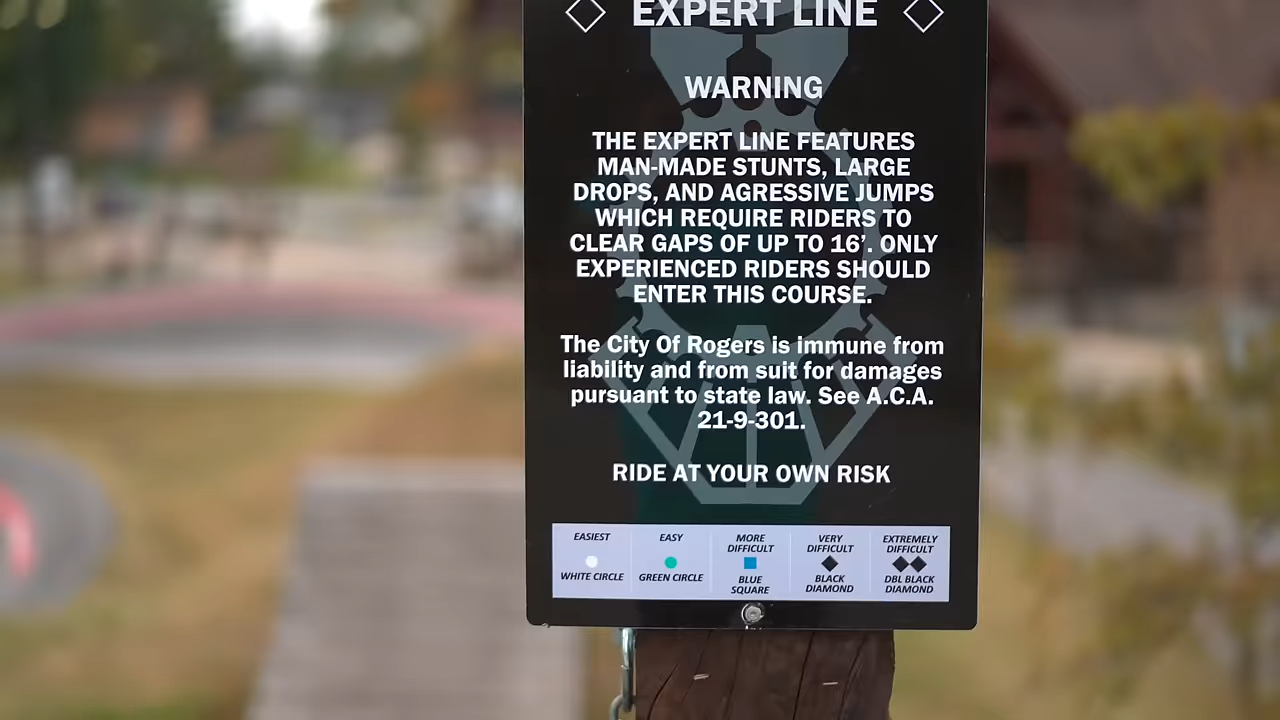 EXPERT LINE
WARNING
THE EXPERT LINE FEATURES
MAN-MADE STUNTS, LARGE
DROPS, AND AGRESSIVE JUMPS
WHICH REQUIRE RIDERS TO
CLEAR GAPS OF UP TO 16’. ONLY
EXPERIENCED RIDERS SHOULD
ENTER THIS COURSE.
The City Of Rogers is immune from
liability and from suit for damages
pursuant to state law. See A.C.A.
21-9-301.
RIDE AT YOUR OWN RISK
EASIEST
WHITE CIRCLE
EASY
GREEN CIRCLE
MORE
DIFFICULT
BLUE
SQUARE
VERY
DIFFICULT
BLACK
DIAMOND
EXTREMELY
DIFFICULT
DBL BLACK
DIAMOND